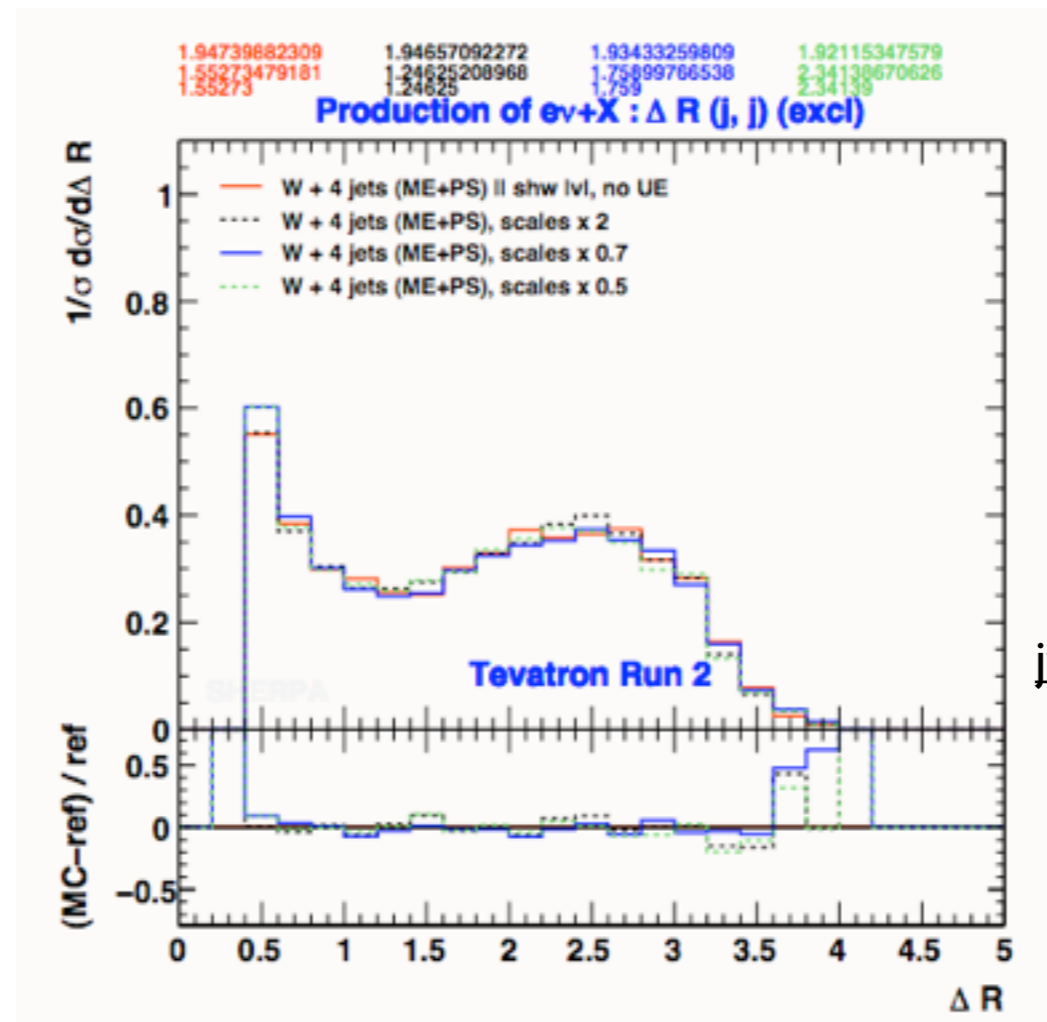 1.94739882309 1.94657092272 1.93433259809 1.92115347579
1.55273479181 1.24625208968 1.75899766538 2.34138670626
1.55273 1.24625 1.759 2.34139
Production of eν+X : Δ R (j, j) (excl)
1/σ dσ/dΔ R
W + 4 jets (ME+PS) || shw lvl, no UE
W + 4 jets (ME+PS), scales x 2
W + 4 jets (ME+PS), scales x 0.7
W + 4 jets (ME+PS), scales x 0.5
1
0.8
0.6
0.4
0.2
0
Tevatron Run 2
SHERPA
j
(MC−ref) / ref
0.5
0
−0.5
0 0.5 1 1.5 2 2.5 3 3.5 4 4.5 5
Δ R